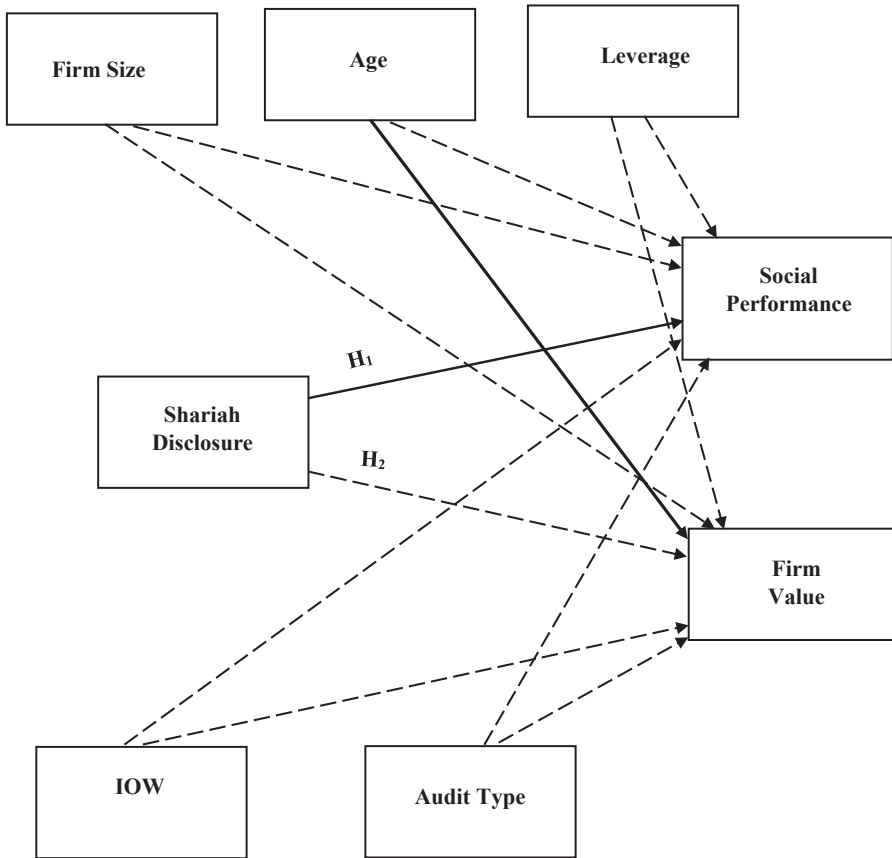 Firm Size
Age
Leverage
Social
Performance
H₁
Shariah
Disclosure
H₂
Firm
Value
IOW
Audit Type